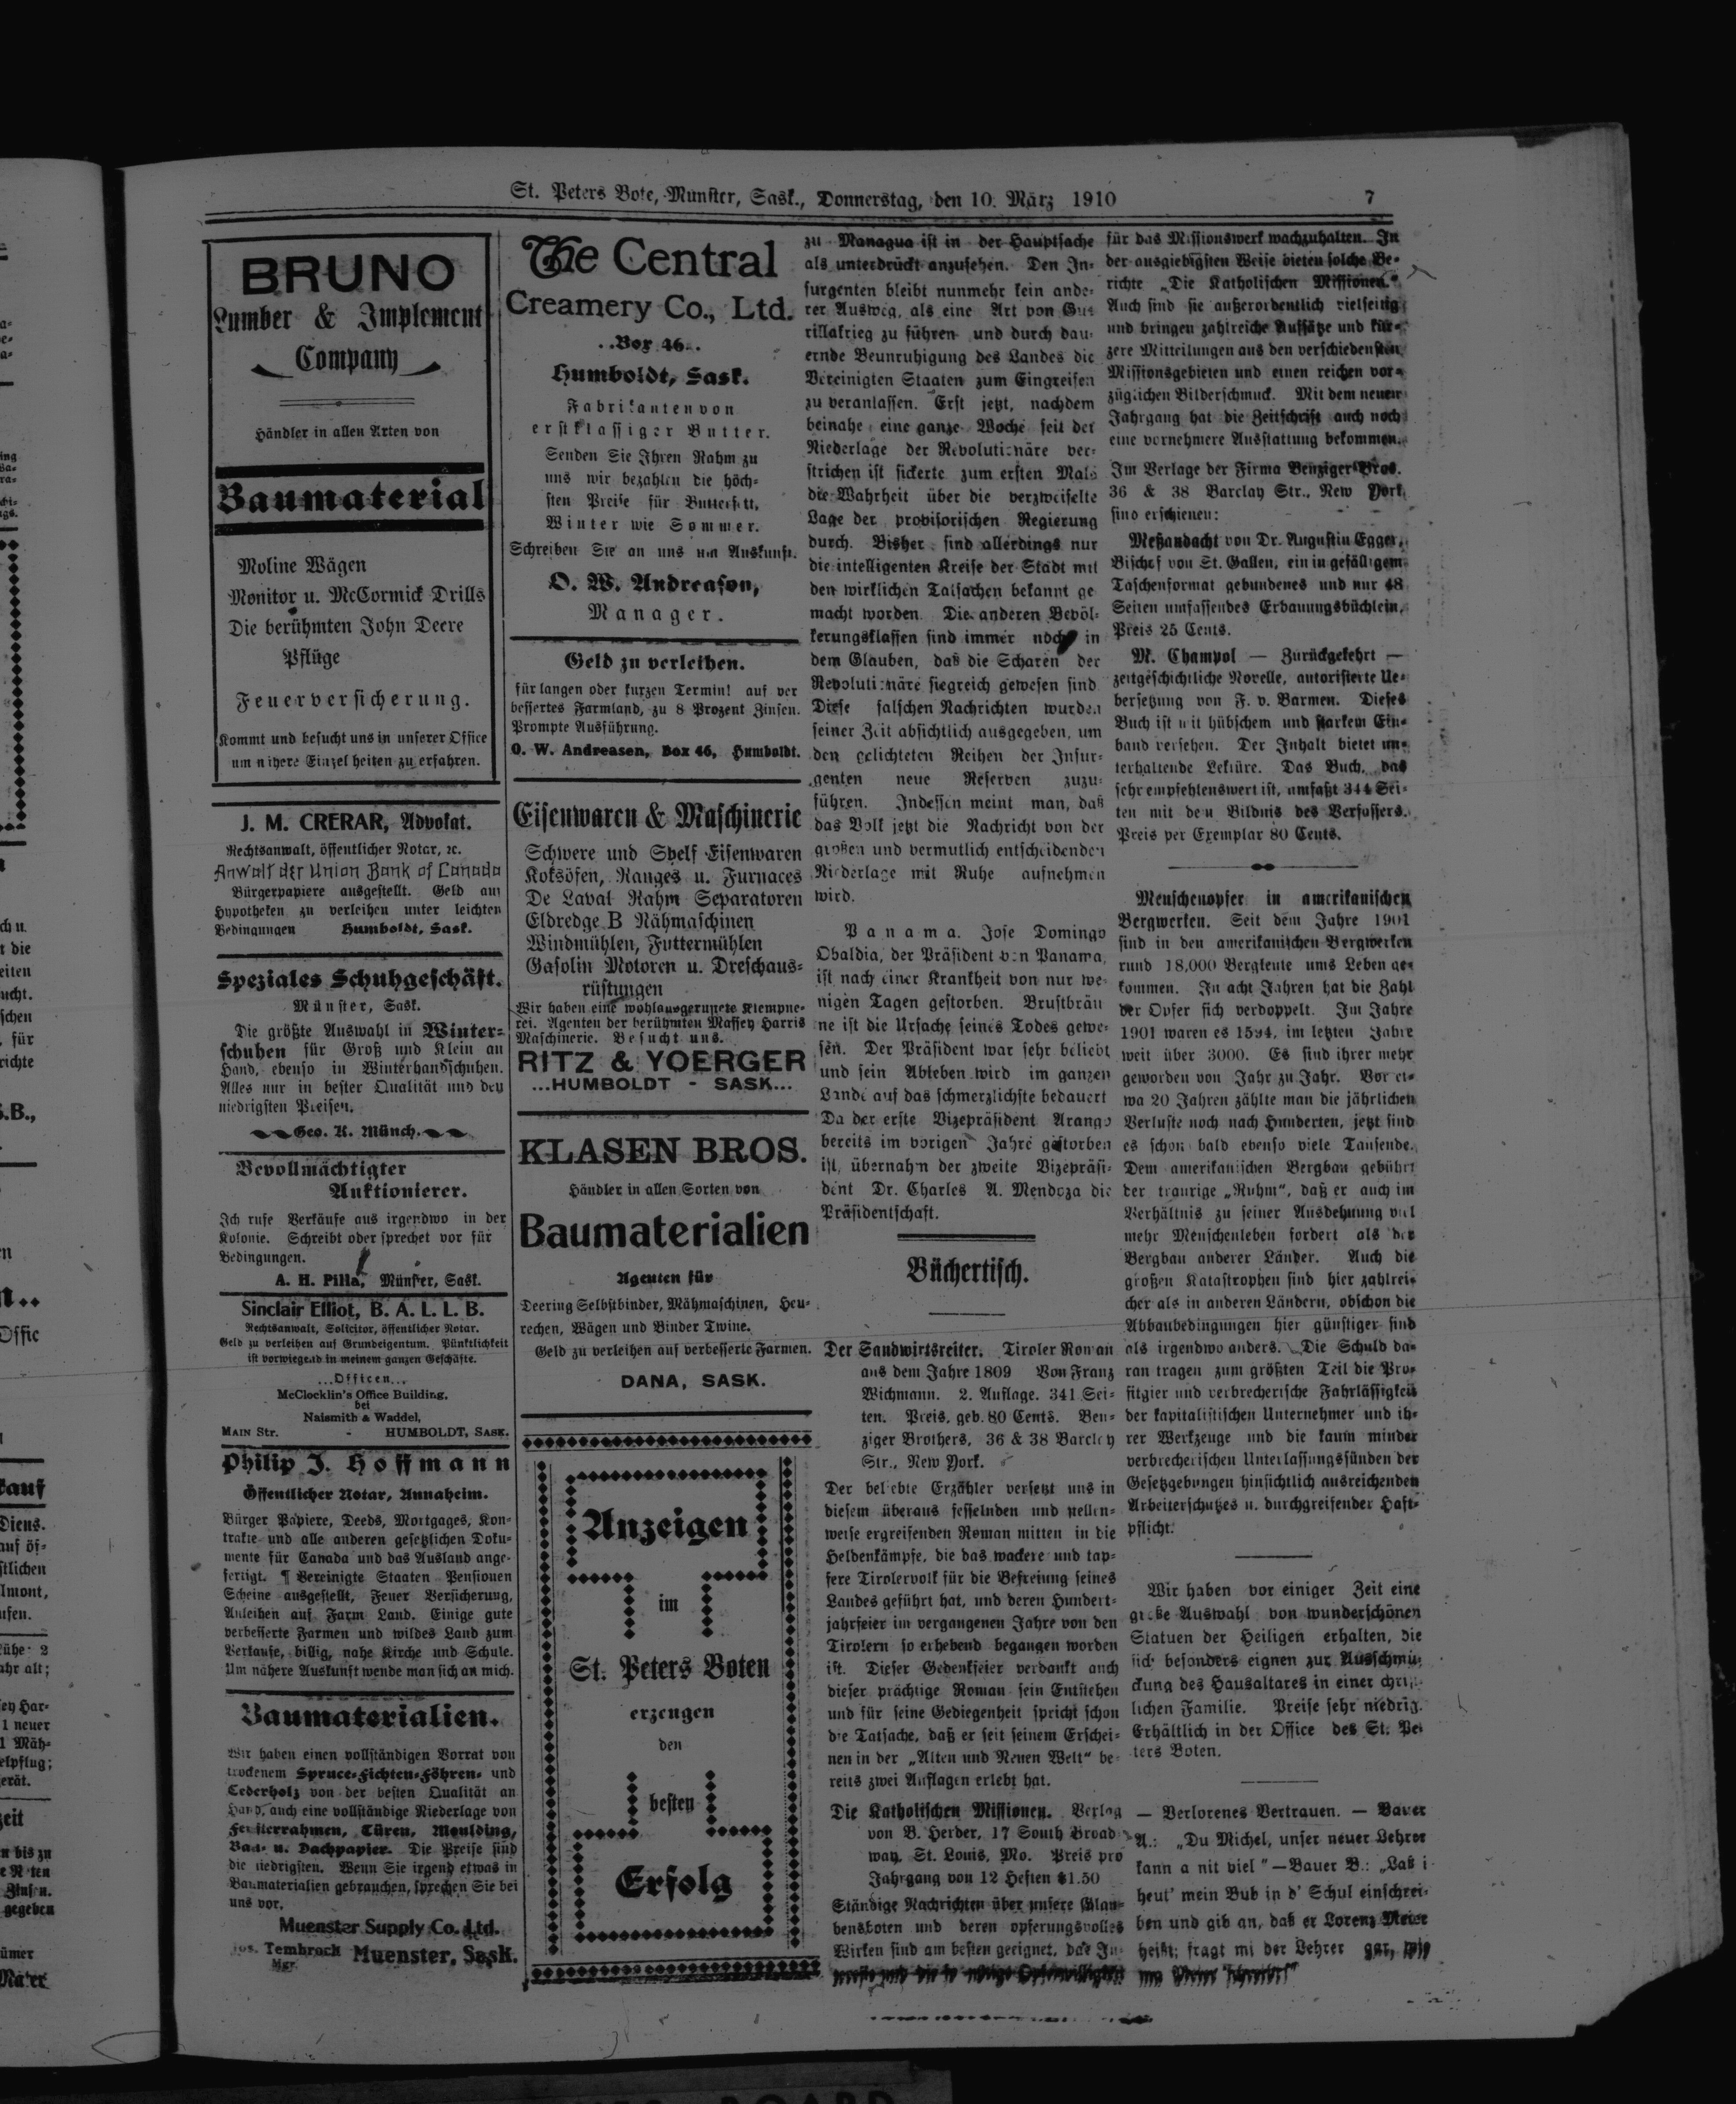 St. Peters Bote, Münster, Sask., Donnerstag, den 10. März 1910
7
BRUNO
Lumber & Implement
Company
Händler in allen Arten von
Baumaterial
Moline Wägen
Monitor u. McCormick Drills
Die berühmten John Deere
Pflüge
Feuerversicherung.
Kommt und besucht uns in unserer Office
um nähere Einzelheiten zu erfahren.
J. M. CRERAR, Advokat.
Rechtsanwalt, öffentlicher Notar, ꝛc.
Anwalt der Union Bank of Canada
Bürgerpapiere ausgestellt. Geld auf
Hypotheken zu verleihen unter leichten
Bedingungen Humboldt, Sask.
Speziales Schuhgeschäft.
Münster, Sask.
Die größte Auswahl in Winter-
schuhen für Groß und Klein an
Hand, ebenso in Winterhandschuhen.
Alles nur in bester Qualität und den
niedrigsten Preisen.
Geo. K. Münch.
Bevollmächtigter
Auktionierer.
Ich rufe Verkäufe aus irgendwo in der
Kolonie. Schreibt oder sprechet vor für
Bedingungen.
A. H. Pilla, Münster, Sask.
Sinclair Elliot, B. A. L. L. B.
Rechtsanwalt, Solicitor, öffentlicher Notar.
Geld zu verleihen auf Grundeigentum. Pünktlichkeit
ist vorwiegend in meinem ganzen Geschäfte.
...Officen...
McClocklin's Office Building,
bei
Naismith & Waddel,
MAIN Str. - HUMBOLDT, SASK.
Philip J. Hoffmann
Öffentlicher Notar, Annaheim.
Bürger Papiere, Deeds, Mortgages, Kon-
trakte und alle anderen gesetzlichen Doku-
mente für Canada und das Ausland ange-
fertigt. ¶ Vereinigte Staaten Pensionen
Scheine ausgestellt, Feuer Versicherung,
Anleihen auf Farm Land. Einige gute
verbesserte Farmen und wildes Land zum
Verkaufe, billig, nahe Kirche und Schule.
Um nähere Auskunft wende man sich an mich.
Baumaterialien.
Wir haben einen vollständigen Vorrat von
trockenem Spruce-Fichten-Föhren- und
Cederholz von der besten Qualität an
Hand, auch eine vollständige Niederlage von
Fensterrahmen, Türen, Moulding,
Bau- u. Dachpapier. Die Preise sind
die niedrigsten. Wenn Sie irgend etwas in
Baumaterialien gebrauchen, sprechen Sie bei
uns vor.
Muenster Supply Co. Ltd.
Jos. Tembrock Muenster, Sask.
Mgr.
The Central
Creamery Co., Ltd.
..Box 46..
Humboldt, Sask.
Fabrikanten von
erstklassiger Butter.
Senden Sie Ihren Rahm zu
uns wir bezahlen die höch-
sten Preise für Butterfett,
Winter wie Sommer.
Schreiben Sie an uns um Auskunft.
O. W. Andreason,
Manager.
Geld zu verleihen.
für langen oder kurzen Termin! auf ver
bessertes Farmland, zu 8 Prozent Zinsen.
Prompte Ausführung.
O. W. Andreasen, Box 46, Humboldt.
Eisenwaren & Maschinerie
Schwere und Shelf Eisenwaren
Koksöfen, Ranges u. Furnaces
De Laval Rahm Separatoren
Eldredge B Nähmaschinen
Windmühlen, Futtermühlen
Gasolin Motoren u. Dreschaus-
rüstungen
Wir haben eine wohlausgerüstete Klempne-
rei. Agenten der berühmten Massey Harris
Maschinerie. Besucht uns.
RITZ & YOERGER
...HUMBOLDT - SASK...
KLASEN BROS.
Händler in allen Sorten von
Baumaterialien
Agenten für
Deering Selbstbinder, Mähmaschinen, Heu-
rechen, Wägen und Binder Twine.
Geld zu verleihen auf verbesserte Farmen.
DANA, SASK.
Anzeigen
im
St. Peters Boten
erzeugen
den
besten
Erfolg
zu Managua ist in der Hauptsache
als unterdrückt anzusehen. Den In-
surgenten bleibt nunmehr kein ande-
rer Ausweg, als eine Art von Gue
rillakrieg zu führen und durch dau-
ernde Beunruhigung des Landes die
Vereinigten Staaten zum Eingreifen
zu veranlassen. Erst jetzt, nachdem
beinahe eine ganze Woche seit der
Niederlage der Revolutionäre ver-
strichen ist sickerte zum ersten Male
die Wahrheit über die verzweifelte
Lage der provisorischen Regierung
durch. Bisher sind allerdings nur
die intelligenten Kreise der Stadt mit
den wirklichen Tatsachen bekannt ge
macht worden. Die anderen Bevöl-
kerungsklassen sind immer noch in
dem Glauben, daß die Scharen der
Revolutionäre siegreich gewesen sind
Diese falschen Nachrichten wurden
seiner Zeit absichtlich ausgegeben, um
den gelichteten Reihen der Insur-
genten neue Reserven zuzu-
führen. Indessen meint man, daß
das Volk jetzt die Nachricht von der
großen und vermutlich entscheidenden
Niederlage mit Ruhe aufnehmen
wird.
Panama. Jose Domingo
Obaldia, der Präsident von Panama,
ist nach einer Krankheit von nur we-
nigen Tagen gestorben. Brustbräu
ne ist die Ursache seines Todes gewe-
sen. Der Präsident war sehr beliebt
und sein Ableben wird im ganzen
Lande auf das schmerzlichste bedauert
Da der erste Vizepräsident Arango
bereits im vorigen Jahre gestorben
ist, übernahm der zweite Vizepräsi-
dent Dr. Charles A. Mendoza die
Präsidentschaft.
Büchertisch.
Der Sandwirtsreiter. Tiroler Roman
aus dem Jahre 1809 Von Franz
Wichmann. 2. Auflage. 341 Sei-
ten. Preis, geb. 80 Cents. Ben-
ziger Brothers, 36 & 38 Barclay
Str., New York.
Der beliebte Erzähler versetzt uns in
diesem überaus fesselnden und stellen-
weise ergreifenden Roman mitten in die
Heldenkämpfe, die das wackere und tap-
fere Tirolervolk für die Befreiung seines
Landes geführt hat, und deren Hundert-
jahrfeier im vergangenen Jahre von den
Tirolern so erhebend begangen worden
ist. Dieser Gedenkfeier verdankt auch
dieser prächtige Roman sein Entstehen
und für seine Gediegenheit spricht schon
die Tatsache, daß er seit seinem Erschei-
nen in der „Alten und Neuen Welt“ be-
reits zwei Auflagen erlebt hat.
Die Katholischen Missionen. Verlag
von B. Herder, 17 South Broad
way, St. Louis, Mo. Preis pro
Jahrgang von 12 Heften $1.50
Ständige Nachrichten über unsere Glau-
bensboten und deren opferungsvolles
Wirken sind am besten geeignet, das In-
für das Missionswerk wachzuhalten. In
der ausgiebigsten Weise bieten solche Be-
richte „Die Katholischen Missionen.“
Auch sind sie außerordentlich vielseitig
und bringen zahlreiche Aufsätze und kür-
zere Mitteilungen aus den verschiedensten
Missionsgebieten und einen reichen vor-
züglichen Bilderschmuck. Mit dem neuen
Jahrgang hat die Zeitschrift auch noch
eine vornehmere Ausstattung bekommen.
Im Verlage der Firma Benziger Bros.
36 & 38 Barclay Str., New York,
sind erschienen:
Meßandacht von Dr. Augustin Egger,
Bischof von St. Gallen, ein in gefälligem
Taschenformat gebundenes und nur 48
Seiten umfassendes Erbauungsbüchlein,
Preis 25 Cents.
M. Champol — Zurückgekehrt —
zeitgeschichtliche Novelle, autorisierte Ue-
bersetzung von F. v. Barmen. Dieses
Buch ist mit hübschem und starkem Ein-
band versehen. Der Inhalt bietet un-
terhaltende Lektüre. Das Buch, das
sehr empfehlenswert ist, umfaßt 344 Sei-
ten mit dem Bildnis des Verfassers.
Preis per Exemplar 80 Cents.
Menschenopfer in amerikanischen
Bergwerken. Seit dem Jahre 1901
sind in den amerikanischen Bergwerken
rund 18,000 Bergleute ums Leben ge-
kommen. In acht Jahren hat die Zahl
der Opfer sich verdoppelt. Im Jahre
1901 waren es 1594, im letzten Jahre
weit über 3000. Es sind ihrer mehr
geworden von Jahr zu Jahr. Vor et-
wa 20 Jahren zählte man die jährlichen
Verluste noch nach Hunderten, jetzt sind
es schon bald ebenso viele Tausende.
Dem amerikanischen Bergbau gebührt
der traurige „Ruhm“, daß er auch im
Verhältnis zu seiner Ausdehnung viel
mehr Menschenleben fordert als der
Bergbau anderer Länder. Auch die
großen Katastrophen sind hier zahlrei-
cher als in anderen Ländern, obschon die
Abbaubedingungen hier günstiger sind
als irgendwo anders. Die Schuld da-
ran tragen zum größten Teil die Pro-
fitgier und verbrecherische Fahrlässigkeit
der kapitalistischen Unternehmer und ih-
rer Werkzeuge und die kaum minder
verbrecherischen Unterlassungssünden der
Gesetzgebungen hinsichtlich ausreichenden
Arbeiterschutzes u. durchgreifender Haft-
pflicht.
Wir haben vor einiger Zeit eine
große Auswahl von wunderschönen
Statuen der Heiligen erhalten, die
sich besonders eignen zur Ausschmü-
ckung des Hausaltares in einer christ-
lichen Familie. Preise sehr niedrig.
Erhältlich in der Office des St. Pe
ters Boten.
— Verlorenes Vertrauen. — Bauer
A.: „Du Michel, unser neuer Lehrer
kann a nit viel“ — Bauer B.: „Laß i
heut' mein Bub in d' Schul einschrei-
ben und gib an, daß er Lorenz Meier
heißt; fragt mi der Lehrer gar, wie